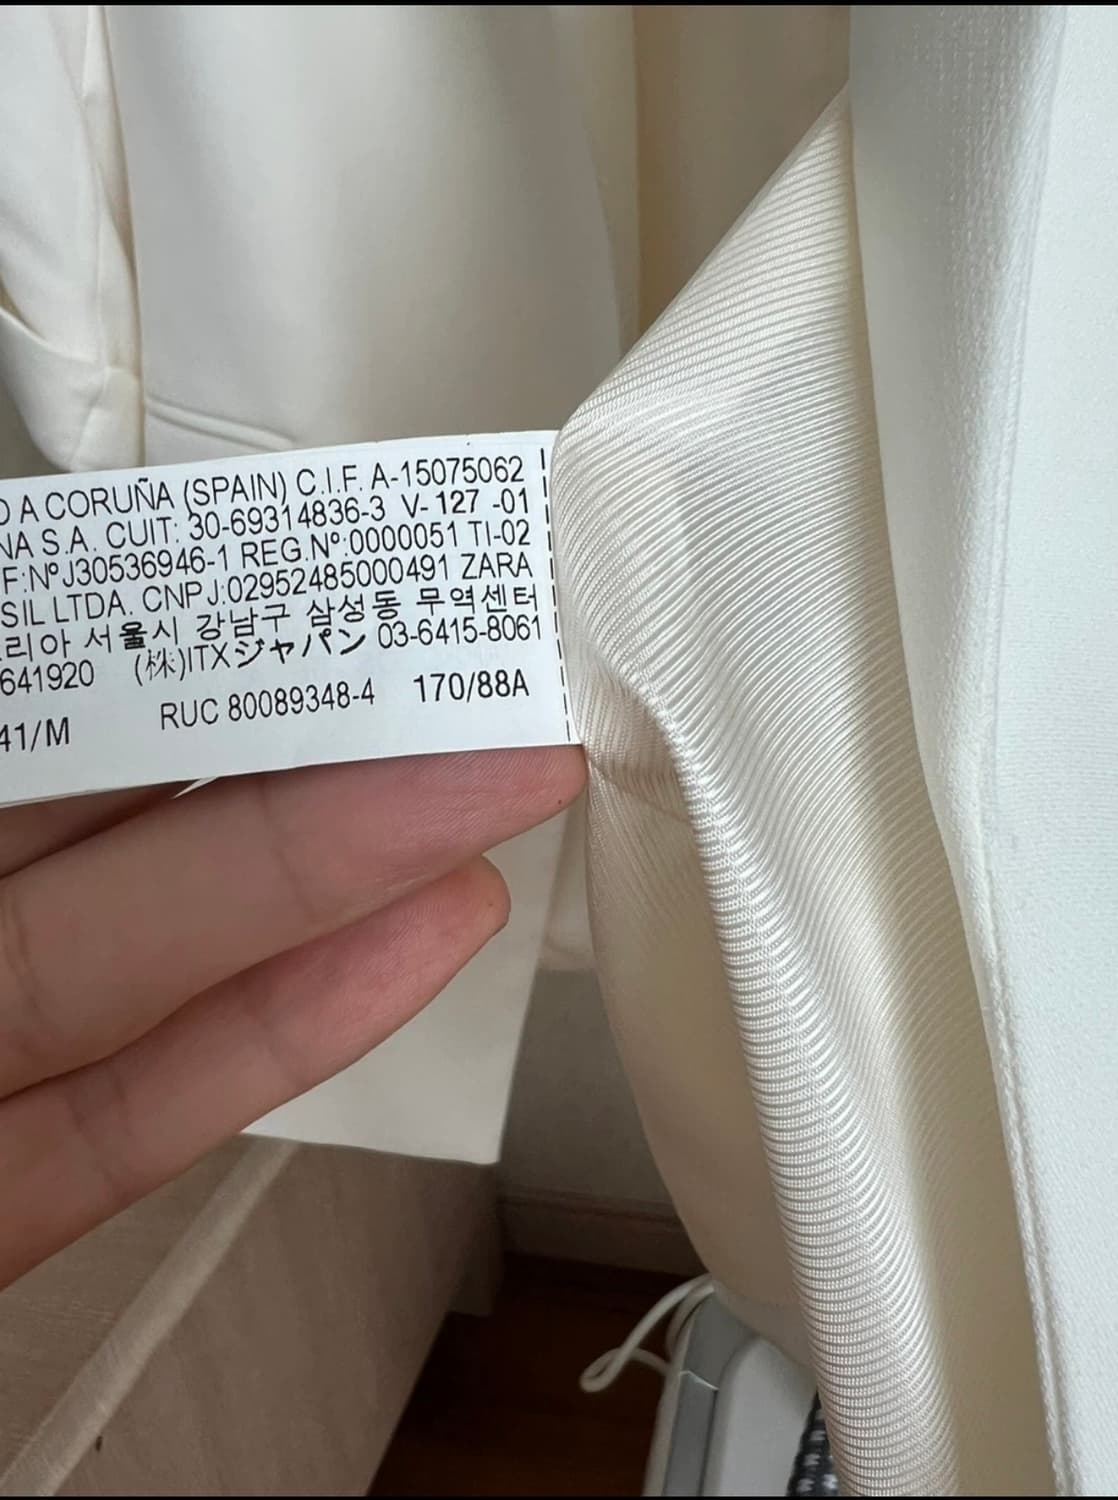 A CORUÑA (SPAIN) C.I.F. A-15075062
S.A. CUIT: 30-69314836-3 V- 127 -01
F:NºJ30536946-1 REG.Nº:0000051 TI-02
SIL LTDA. CNPJ:02952485000491 ZARA
리아 서울시 강남구 삼성동 무역센터
641920 (株)ITXジャパン 03-6415-8061
41/M RUC 80089348-4 170/88A